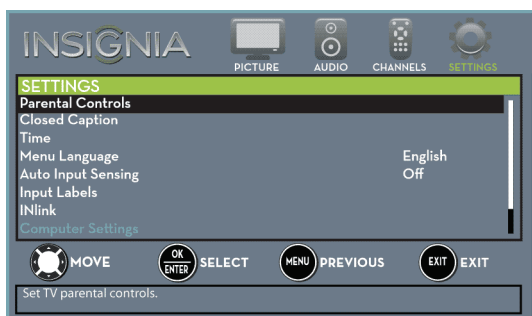 INSIGNIA
PICTURE AUDIO CHANNELS SETTINGS
SETTINGS
Parental Controls
Closed Caption
Time
Menu Language English
Auto Input Sensing Off
Input Labels
INlink
Computer Settings
MOVE OK ENTER SELECT MENU PREVIOUS EXIT EXIT
Set TV parental controls.